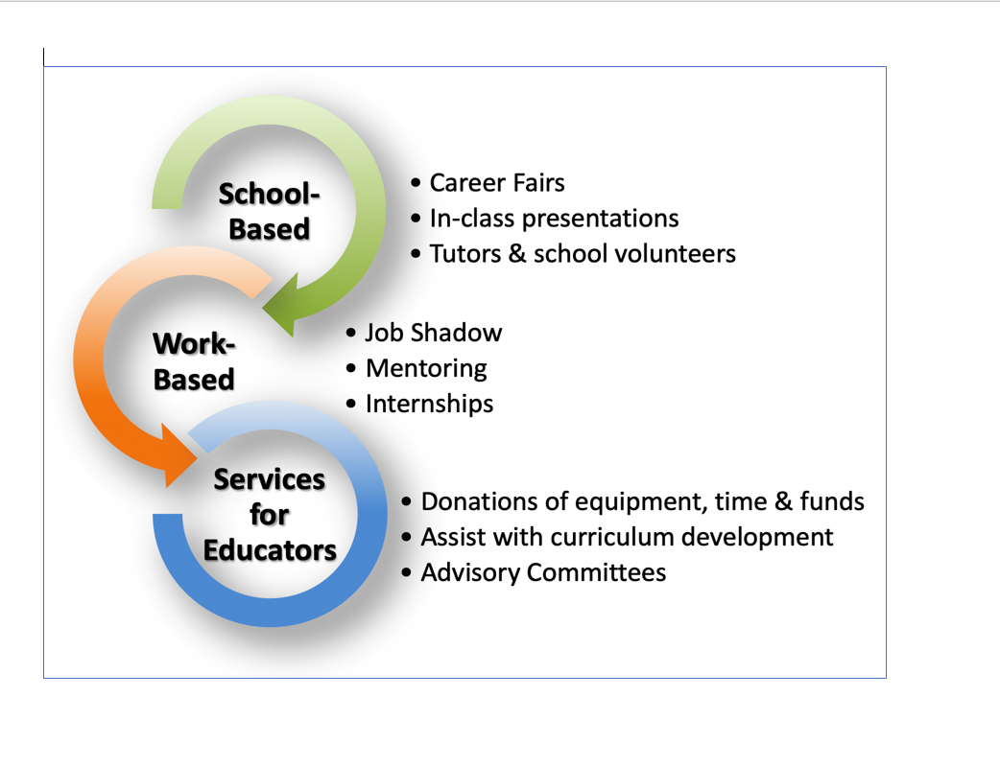 School-
Based
• Career Fairs
• In-class presentations
• Tutors & school volunteers
Work-
Based
• Job Shadow
• Mentoring
• Internships
Services
for
Educators
• Donations of equipment, time & funds
• Assist with curriculum development
• Advisory Committees